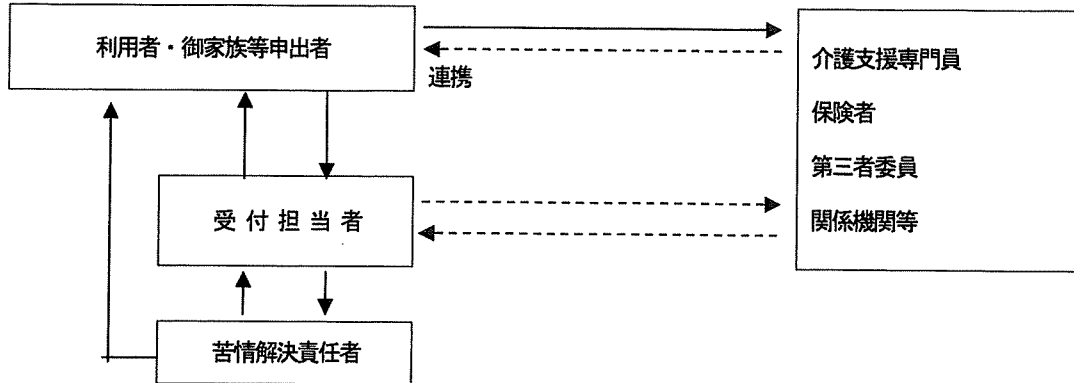 利用者・御家族等申出者
連携
介護支援専門員
保険者
第三者委員
関係機関等
受付担当者
苦情解決責任者